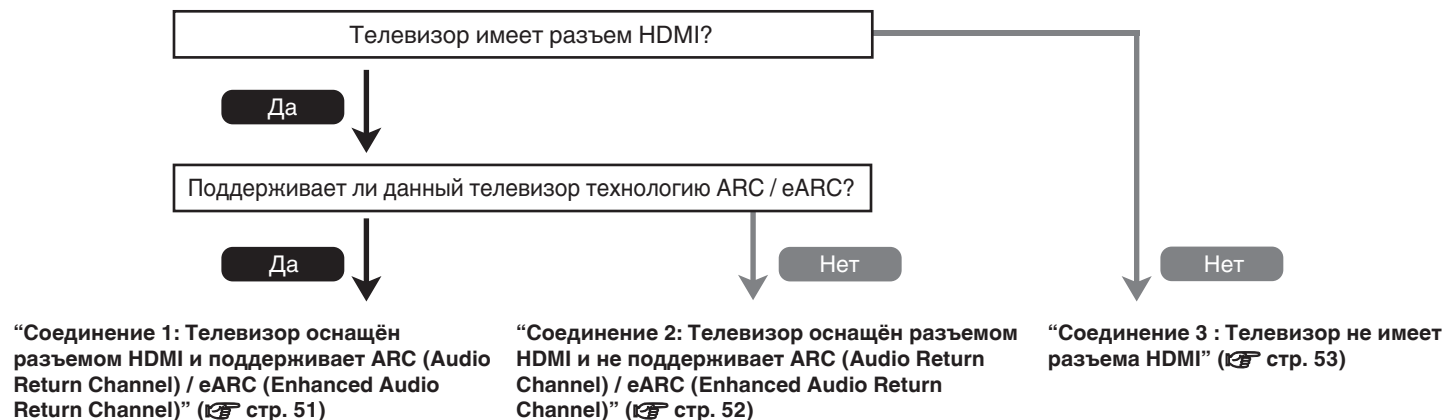 Телевизор имеет разъем HDMI?
Да
Поддерживает ли данный телевизор технологию ARC / eARC?
Да
Нет
Нет
“Соединение 1: Телевизор оснащён
разъемом HDMI и поддерживает ARC (Audio
Return Channel) / eARC (Enhanced Audio
Return Channel)” (☞ стр. 51)
“Соединение 2: Телевизор оснащён разъемом
HDMI и не поддерживает ARC (Audio Return
Channel) / eARC (Enhanced Audio Return
Channel)” (☞ стр. 52)
“Соединение 3 : Телевизор не имеет
разъема HDMI” (☞ стр. 53)